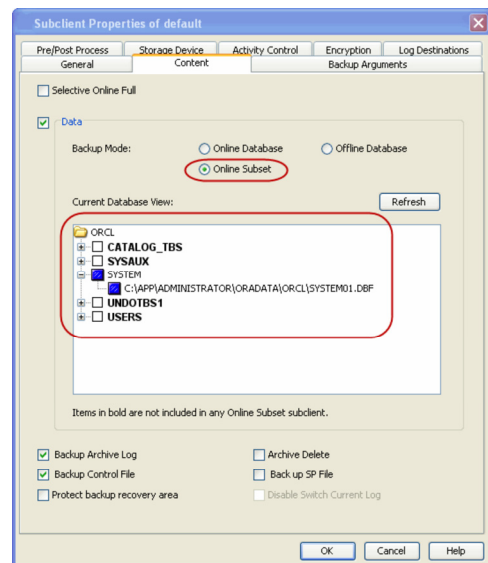 Subclient Properties of default
Pre/Post Process Storage Device Activity Control Encryption Log Destinations
General Content Backup Arguments
Selective Online Full
Data
Backup Mode: Online Database Offline Database
Online Subset
Current Database View: Refresh
ORCL
CATALOG_TBS
SYSAUX
SYSTEM
C:\APP\ADMINISTRATOR\ORADATA\ORCL\SYSTEM01.DBF
UNDOTBS1
USERS
Items in bold are not included in any Online Subset subclient.
Backup Archive Log Archive Delete
Backup Control File Back up SP File
Protect backup recovery area Disable Switch Current Log
OK Cancel Help